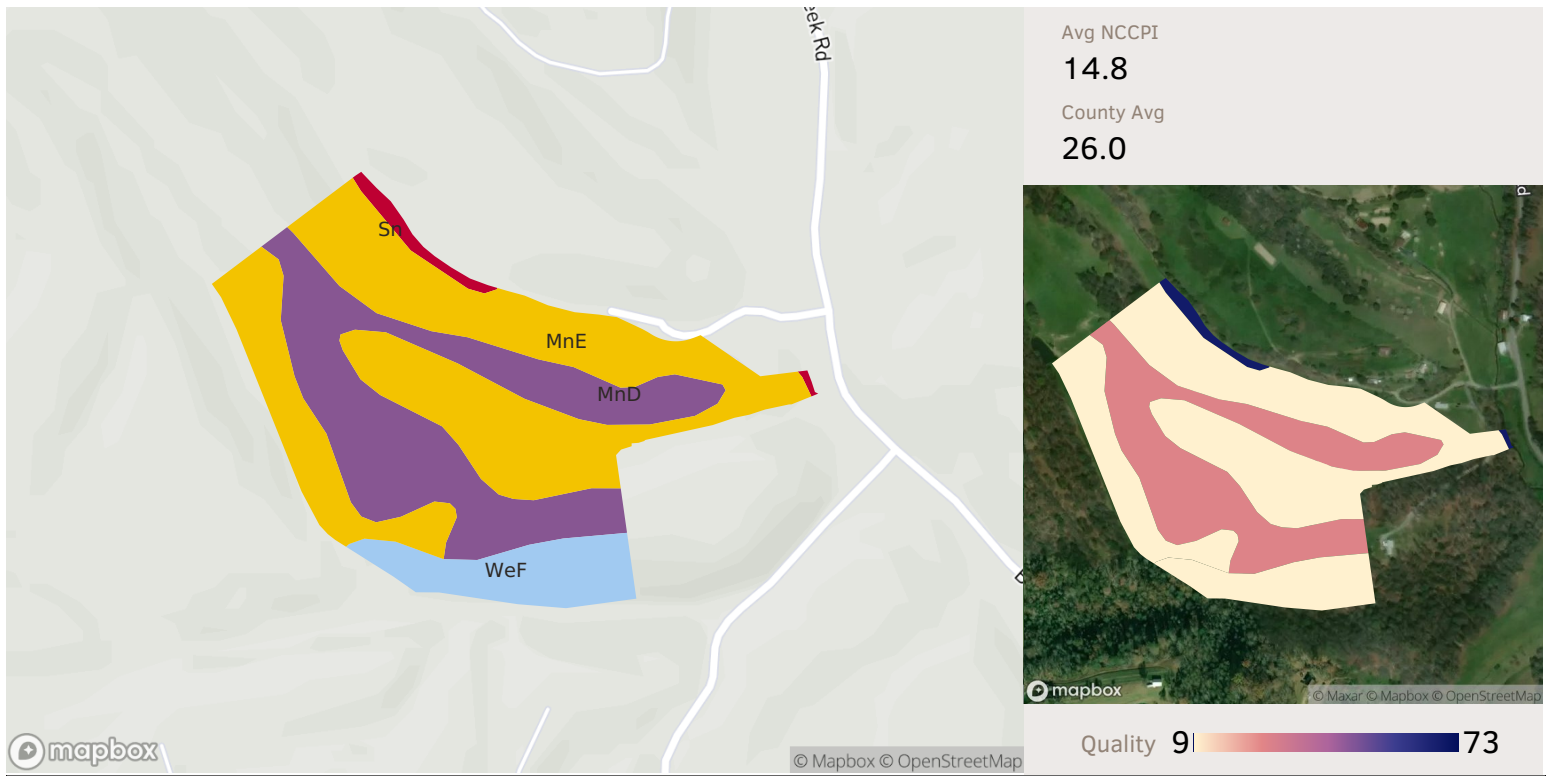 eek Rd
Sn
MnE
MnD
WeF
mapbox
© Mapbox © OpenStreetMap
Avg NCCPI
14.8
County Avg
26.0
d
mapbox
© Maxar © Mapbox © OpenStreetMap
Quality 9 73